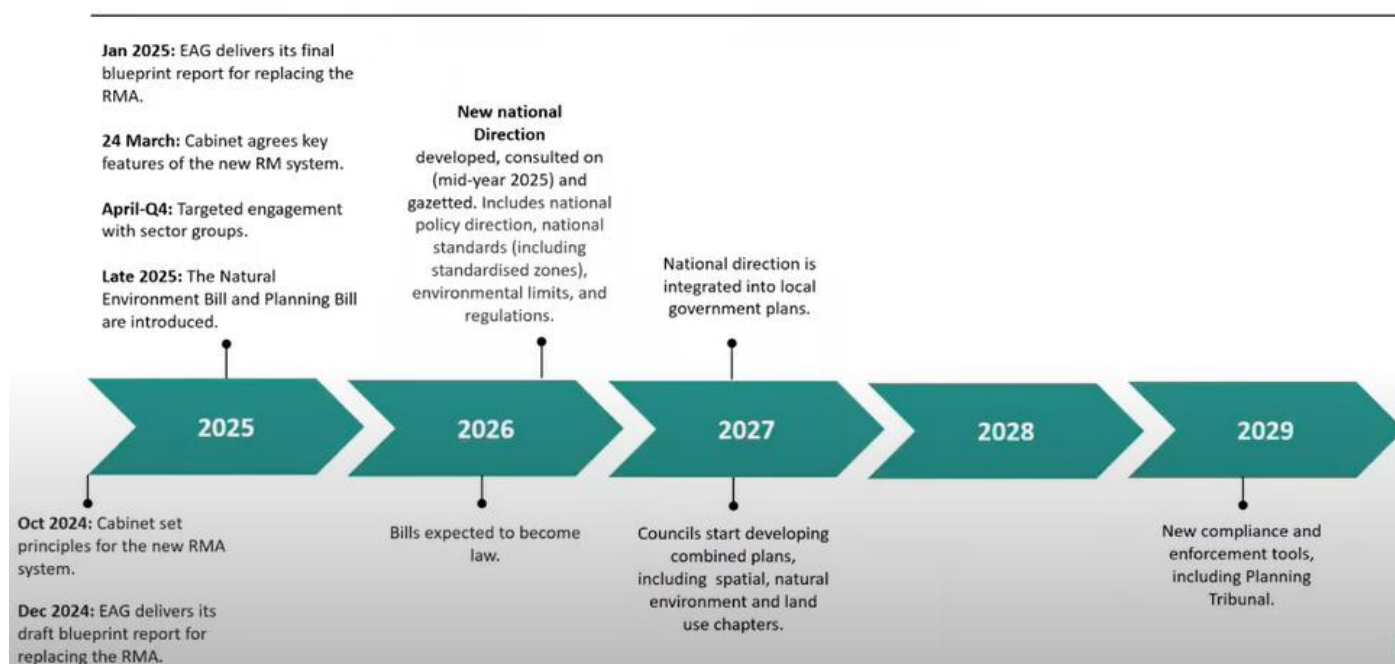 Jan 2025: EAG delivers its final
blueprint report for replacing the
RMA.
24 March: Cabinet agrees key
features of the new RM system.
April-Q4: Targeted engagement
with sector groups.
Late 2025: The Natural
Environment Bill and Planning Bill
are introduced.
New national
Direction
developed, consulted on
(mid-year 2025) and
gazetted. Includes national
policy direction, national
standards (including
standardised zones),
environmental limits, and
regulations.
National direction is
integrated into local
government plans.
2025
2026
2027
2028
2029
Oct 2024: Cabinet set
principles for the new RMA
system.
Dec 2024: EAG delivers its
draft blueprint report for
replacing the RMA.
Bills expected to become
law.
Councils start developing
combined plans,
including spatial, natural
environment and land
use chapters.
New compliance and
enforcement tools,
including Planning
Tribunal.